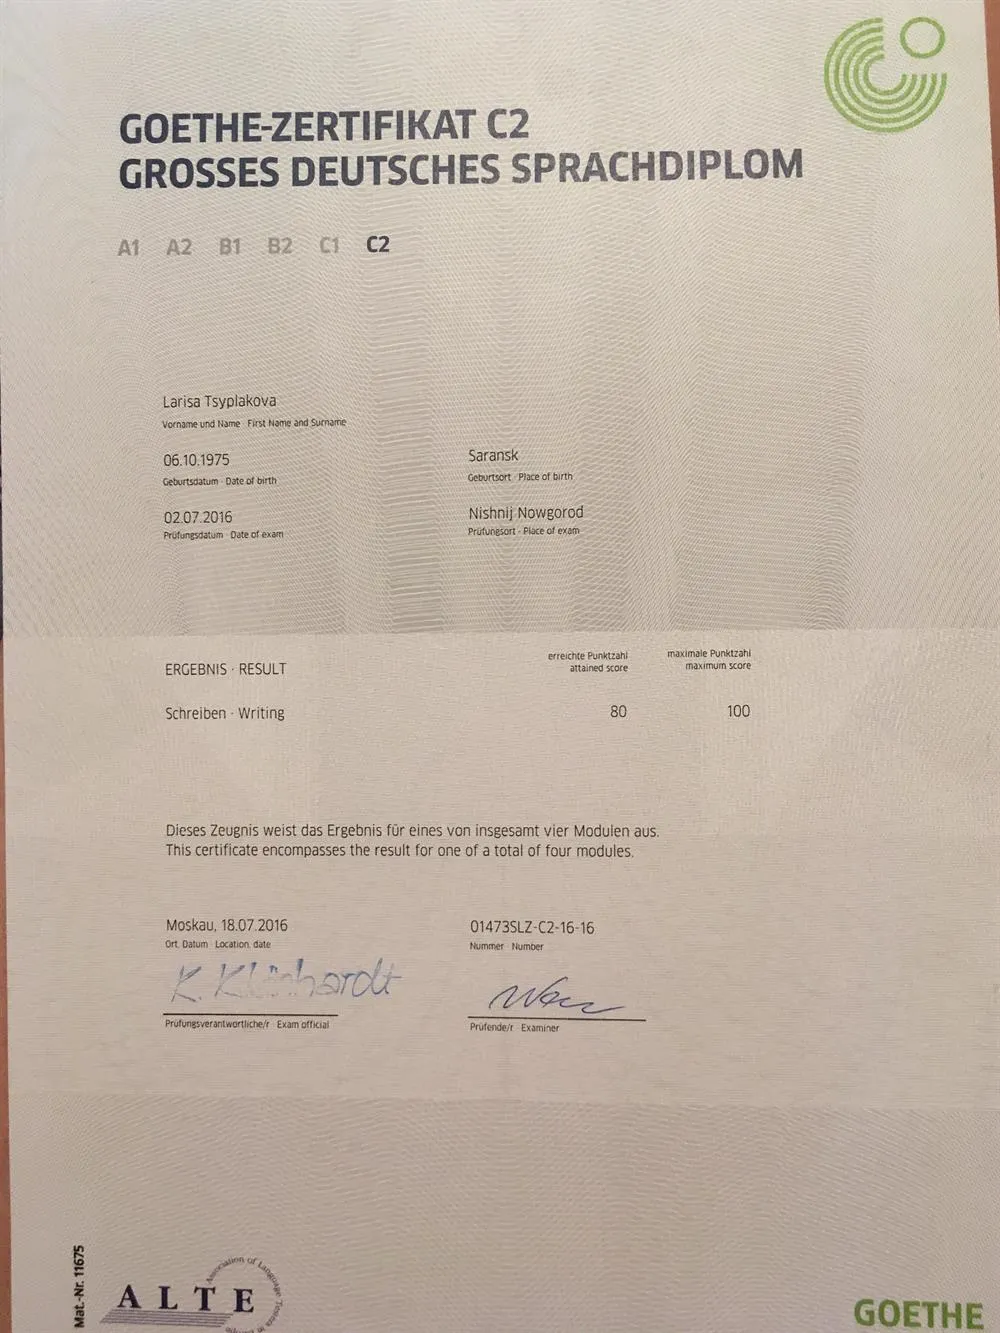 GOETHE-ZERTIFIKAT C2
GROSSES DEUTSCHES SPRACHDIPLOM
A1 A2 B1 B2 C1 C2
Larisa Tsyplakova
Vorname und Name · First Name and Surname
06.10.1975
Geburtsdatum · Date of birth
Saransk
Geburtsort · Place of birth
02.07.2016
Prüfungsdatum · Date of exam
Nishnij Nowgorod
Prüfungsort · Place of exam
ERGEBNIS · RESULT
erreichte Punktzahl
attained score
maximale Punktzahl
maximum score
Schreiben · Writing 80 100
Dieses Zeugnis weist das Ergebnis für eines von insgesamt vier Modulen aus.
This certificate encompasses the result for one of a total of four modules.
Moskau, 18.07.2016
Ort, Datum · Location, date
01473SLZ-C2-16-16
Nummer · Number
K.
Prüfungsverantwortliche/r · Exam official
Prüfende/r · Examiner
Mat.-Nr. 11675
ALTE
Association of Language
GOETHE